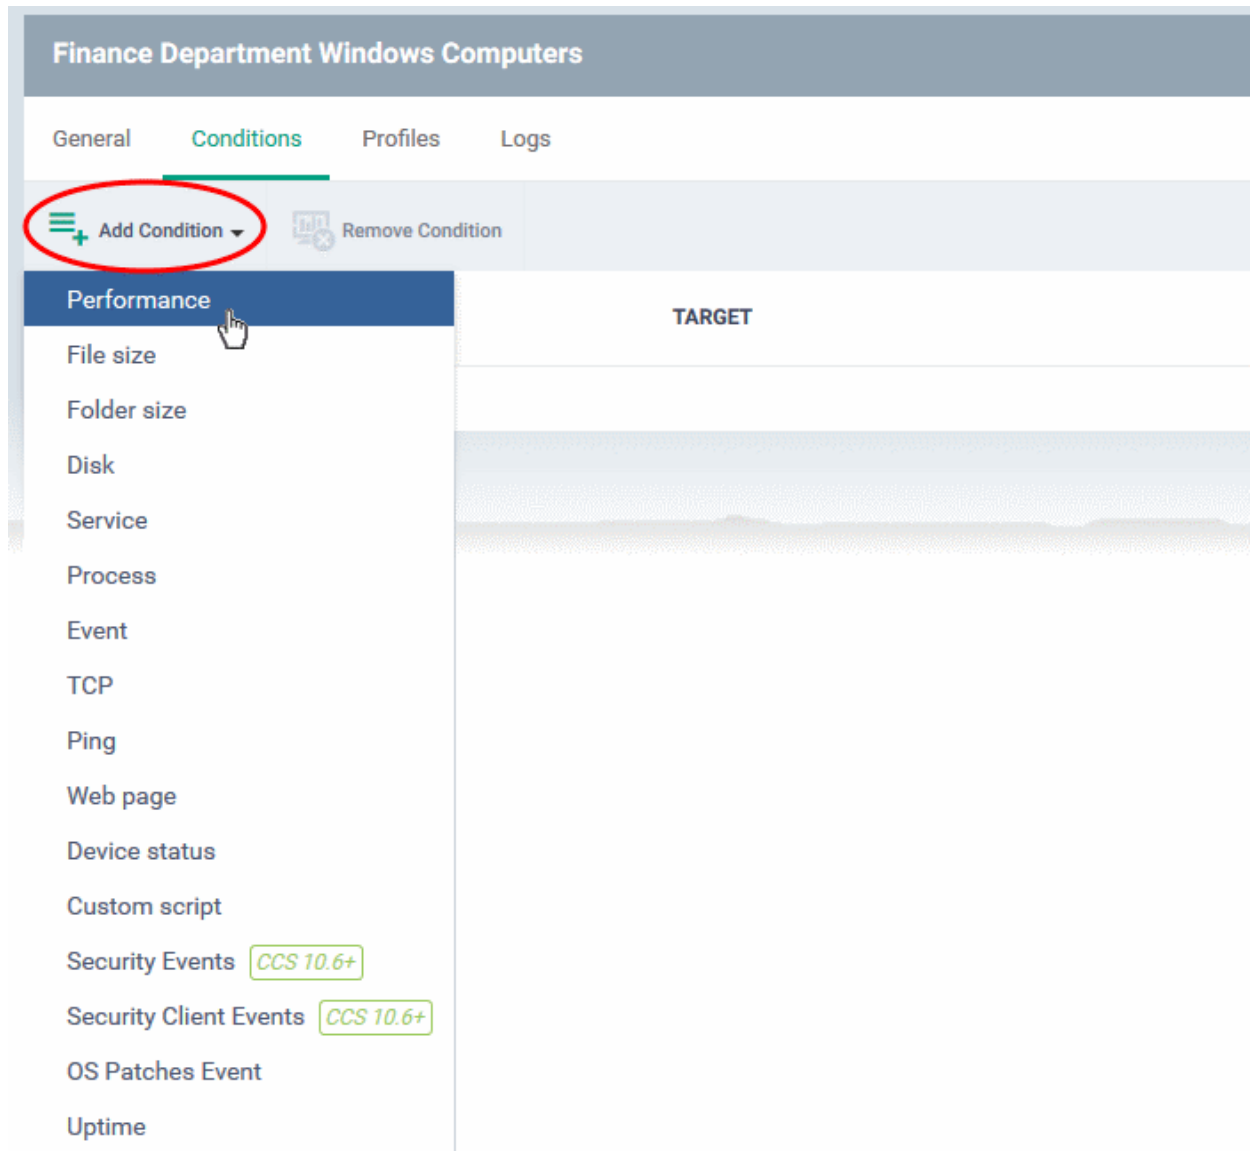 Finance Department Windows Computers
General Conditions Profiles Logs
Add Condition Remove Condition
Performance
TARGET
File size
Folder size
Disk
Service
Process
Event
TCP
Ping
Web page
Device status
Custom script
Security Events CCS 10.6+
Security Client Events CCS 10.6+
OS Patches Event
Uptime